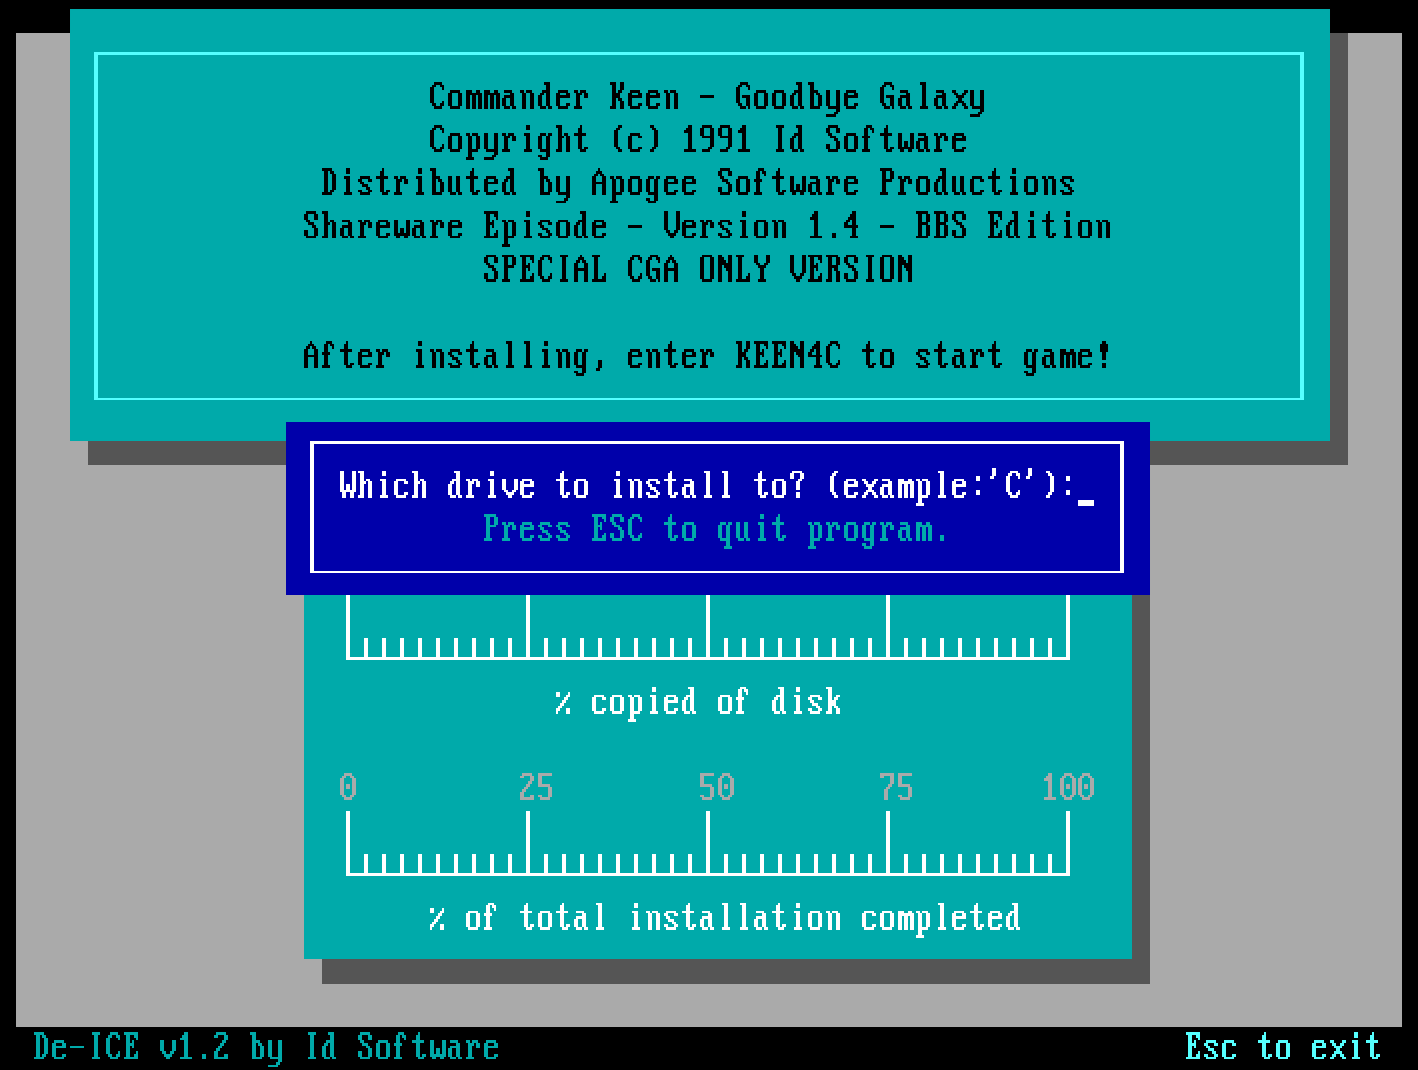 Commander Keen - Goodbye Galaxy
Copyright (c) 1991 Id Software
Distributed by Apogee Software Productions
Shareware Episode - Version 1.4 - BBS Edition
SPECIAL CGA ONLY VERSION
After installing, enter KEEN4C to start game!
Which drive to install to? (example:'C'):_
Press ESC to quit program.
% copied of disk
0 25 50 75 100
% of total installation completed
De-ICE v1.2 by Id Software
Esc to exit